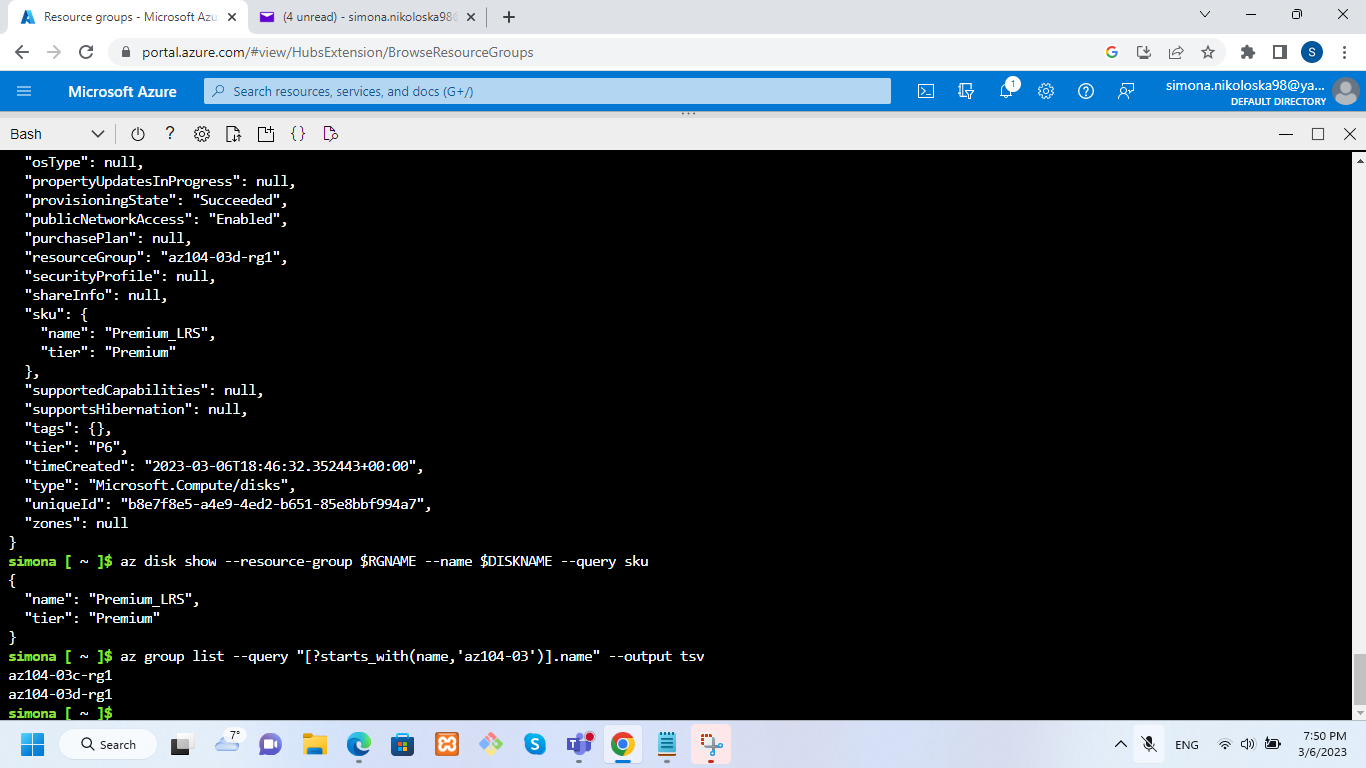 Resource groups - Microsoft Azu
(4 unread) - simona.nikoloska98@
portal.azure.com/#view/HubsExtension/BrowseResourceGroups
S
Microsoft Azure
Search resources, services, and docs (G+/)
1
simona.nikoloska98@ya...
DEFAULT DIRECTORY
Bash
"osType": null,
"propertyUpdatesInProgress": null,
"provisioningState": "Succeeded",
"publicNetworkAccess": "Enabled",
"purchasePlan": null,
"resourceGroup": "az104-03d-rg1",
"securityProfile": null,
"shareInfo": null,
"sku": {
"name": "Premium_LRS",
"tier": "Premium"
},
"supportedCapabilities": null,
"supportsHibernation": null,
"tags": {},
"tier": "P6",
"timeCreated": "2023-03-06T18:46:32.352443+00:00",
"type": "Microsoft.Compute/disks",
"uniqueId": "b8e7f8e5-a4e9-4ed2-b651-85e8bbf994a7",
"zones": null
}
simona [ ~ ]$ az disk show --resource-group $RGNAME --name $DISKNAME --query sku
{
"name": "Premium_LRS",
"tier": "Premium"
}
simona [ ~ ]$ az group list --query "[?starts_with(name,'az104-03')].name" --output tsv
az104-03c-rg1
az104-03d-rg1
simona [ ~ ]$
Search
7°
ENG
7:50 PM
3/6/2023